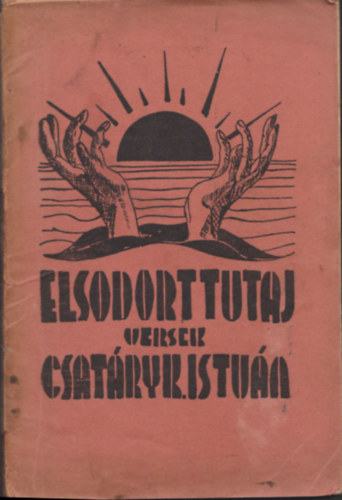 ELSODORT TUTAJ
VERSEK
CSATÁRY K. ISTVÁN